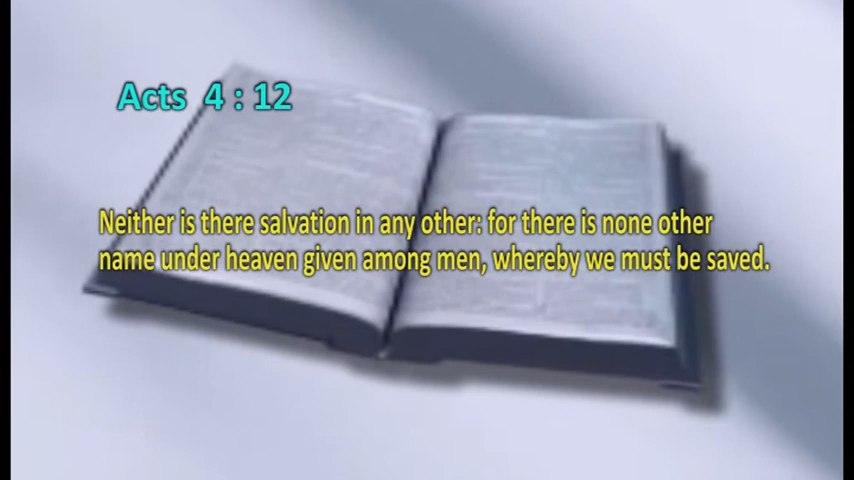 Acts 4 : 12
Neither is there salvation in any other: for there is none other
name under heaven given among men, whereby we must be saved.